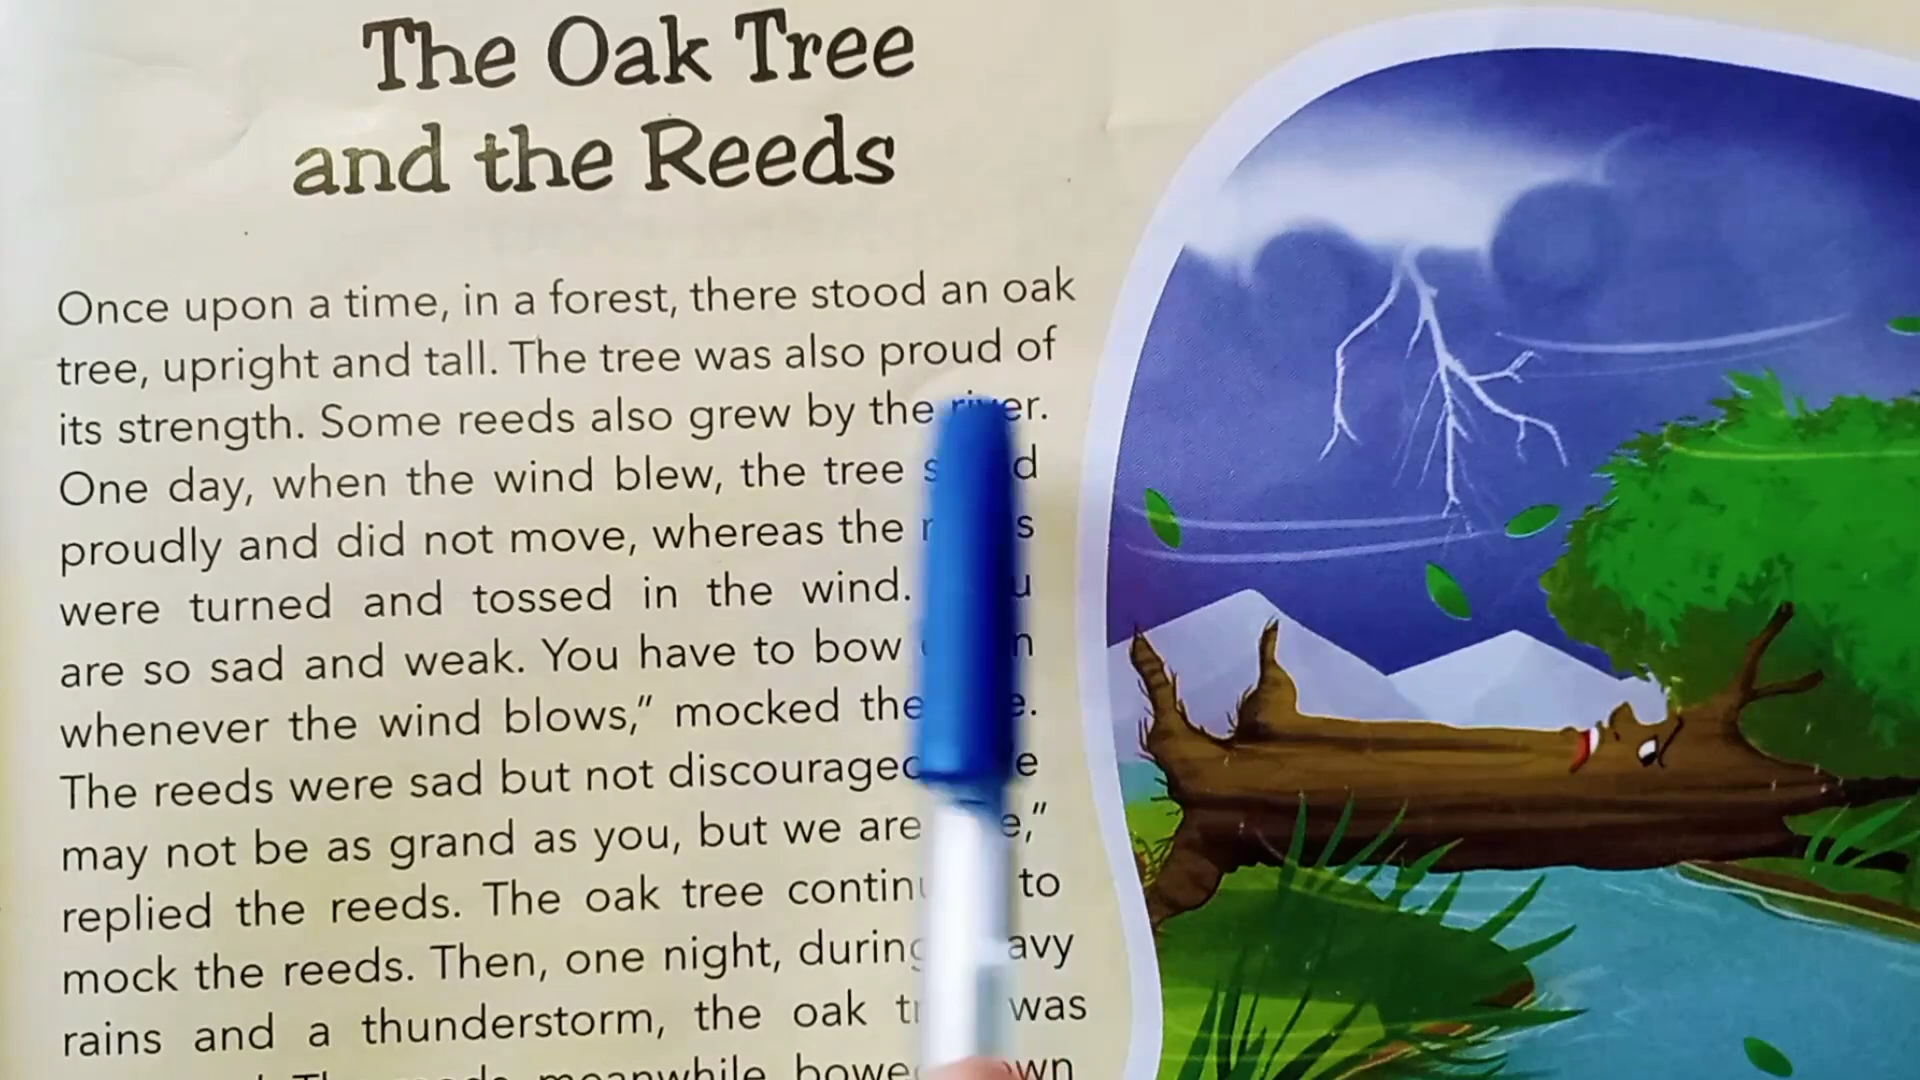 The Oak Tree
and the Reeds
Once upon a time, in a forest, there stood an oak
tree, upright and tall. The tree was also proud of
its strength. Some reeds also grew by the river.
One day, when the wind blew, the tree
proudly and did not move, whereas the
were turned and tossed in the wind.
are so sad and weak. You have to bow
whenever the wind blows,” mocked the
The reeds were sad but not discouraged
may not be as grand as you, but we are
replied the reeds. The oak tree to
mock the reeds. Then, one night, during
rains and a thunderstorm, the oak was
meanwhile